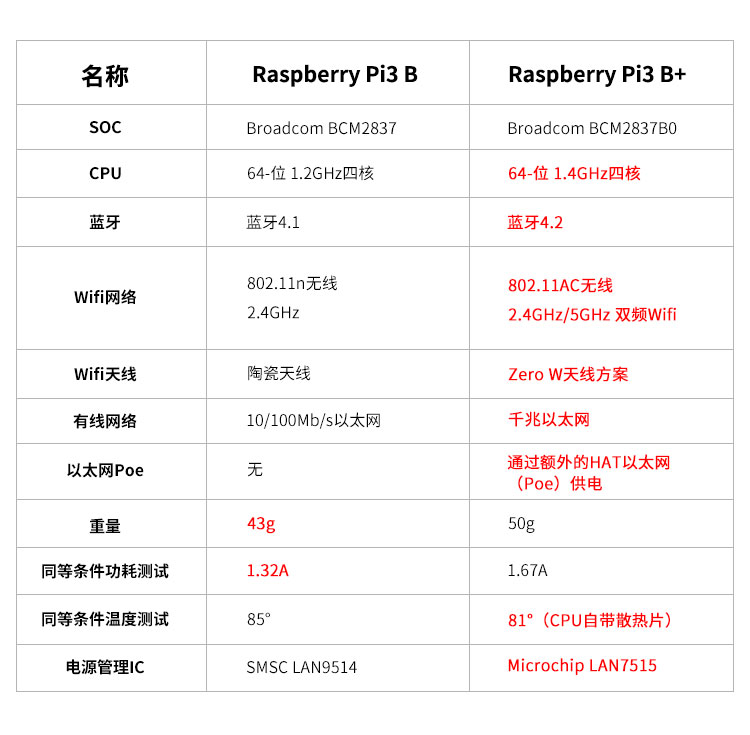 名称 Raspberry Pi3 B Raspberry Pi3 B+
SOC Broadcom BCM2837 Broadcom BCM2837B0
CPU 64-位 1.2GHz四核 64-位 1.4GHz四核
蓝牙 蓝牙4.1 蓝牙4.2
Wifi网络
802.11n无线
2.4GHz
802.11AC无线
2.4GHz/5GHz 双频Wifi
Wifi天线 陶瓷天线 Zero W天线方案
有线网络 10/100Mb/s以太网 千兆以太网
以太网Poe 无
通过额外的HAT以太网
（Poe）供电
重量 43g 50g
同等条件功耗测试 1.32A 1.67A
同等条件温度测试 85° 81°（CPU自带散热片）
电源管理IC SMSC LAN9514 Microchip LAN7515